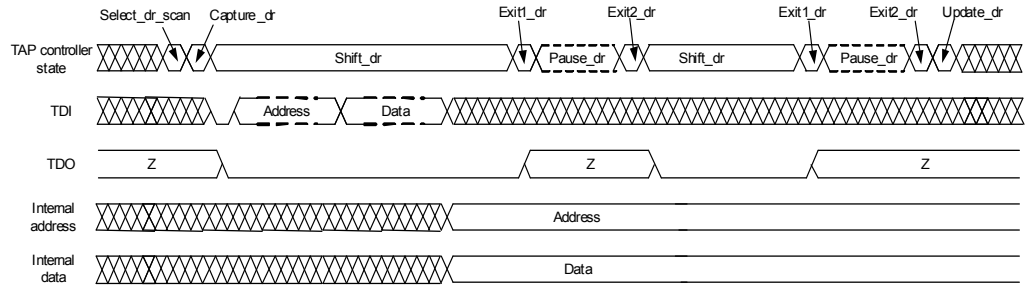 Select_dr_scan Capture_dr Exit1_dr Exit2_dr Exit1_dr Exit2_dr Update_dr
TAP controller
state
Shift_dr Pause_dr Shift_dr Pause_dr
TDI Address Data
TDO Z Z Z
Internal
address
Address
Internal
data
Data